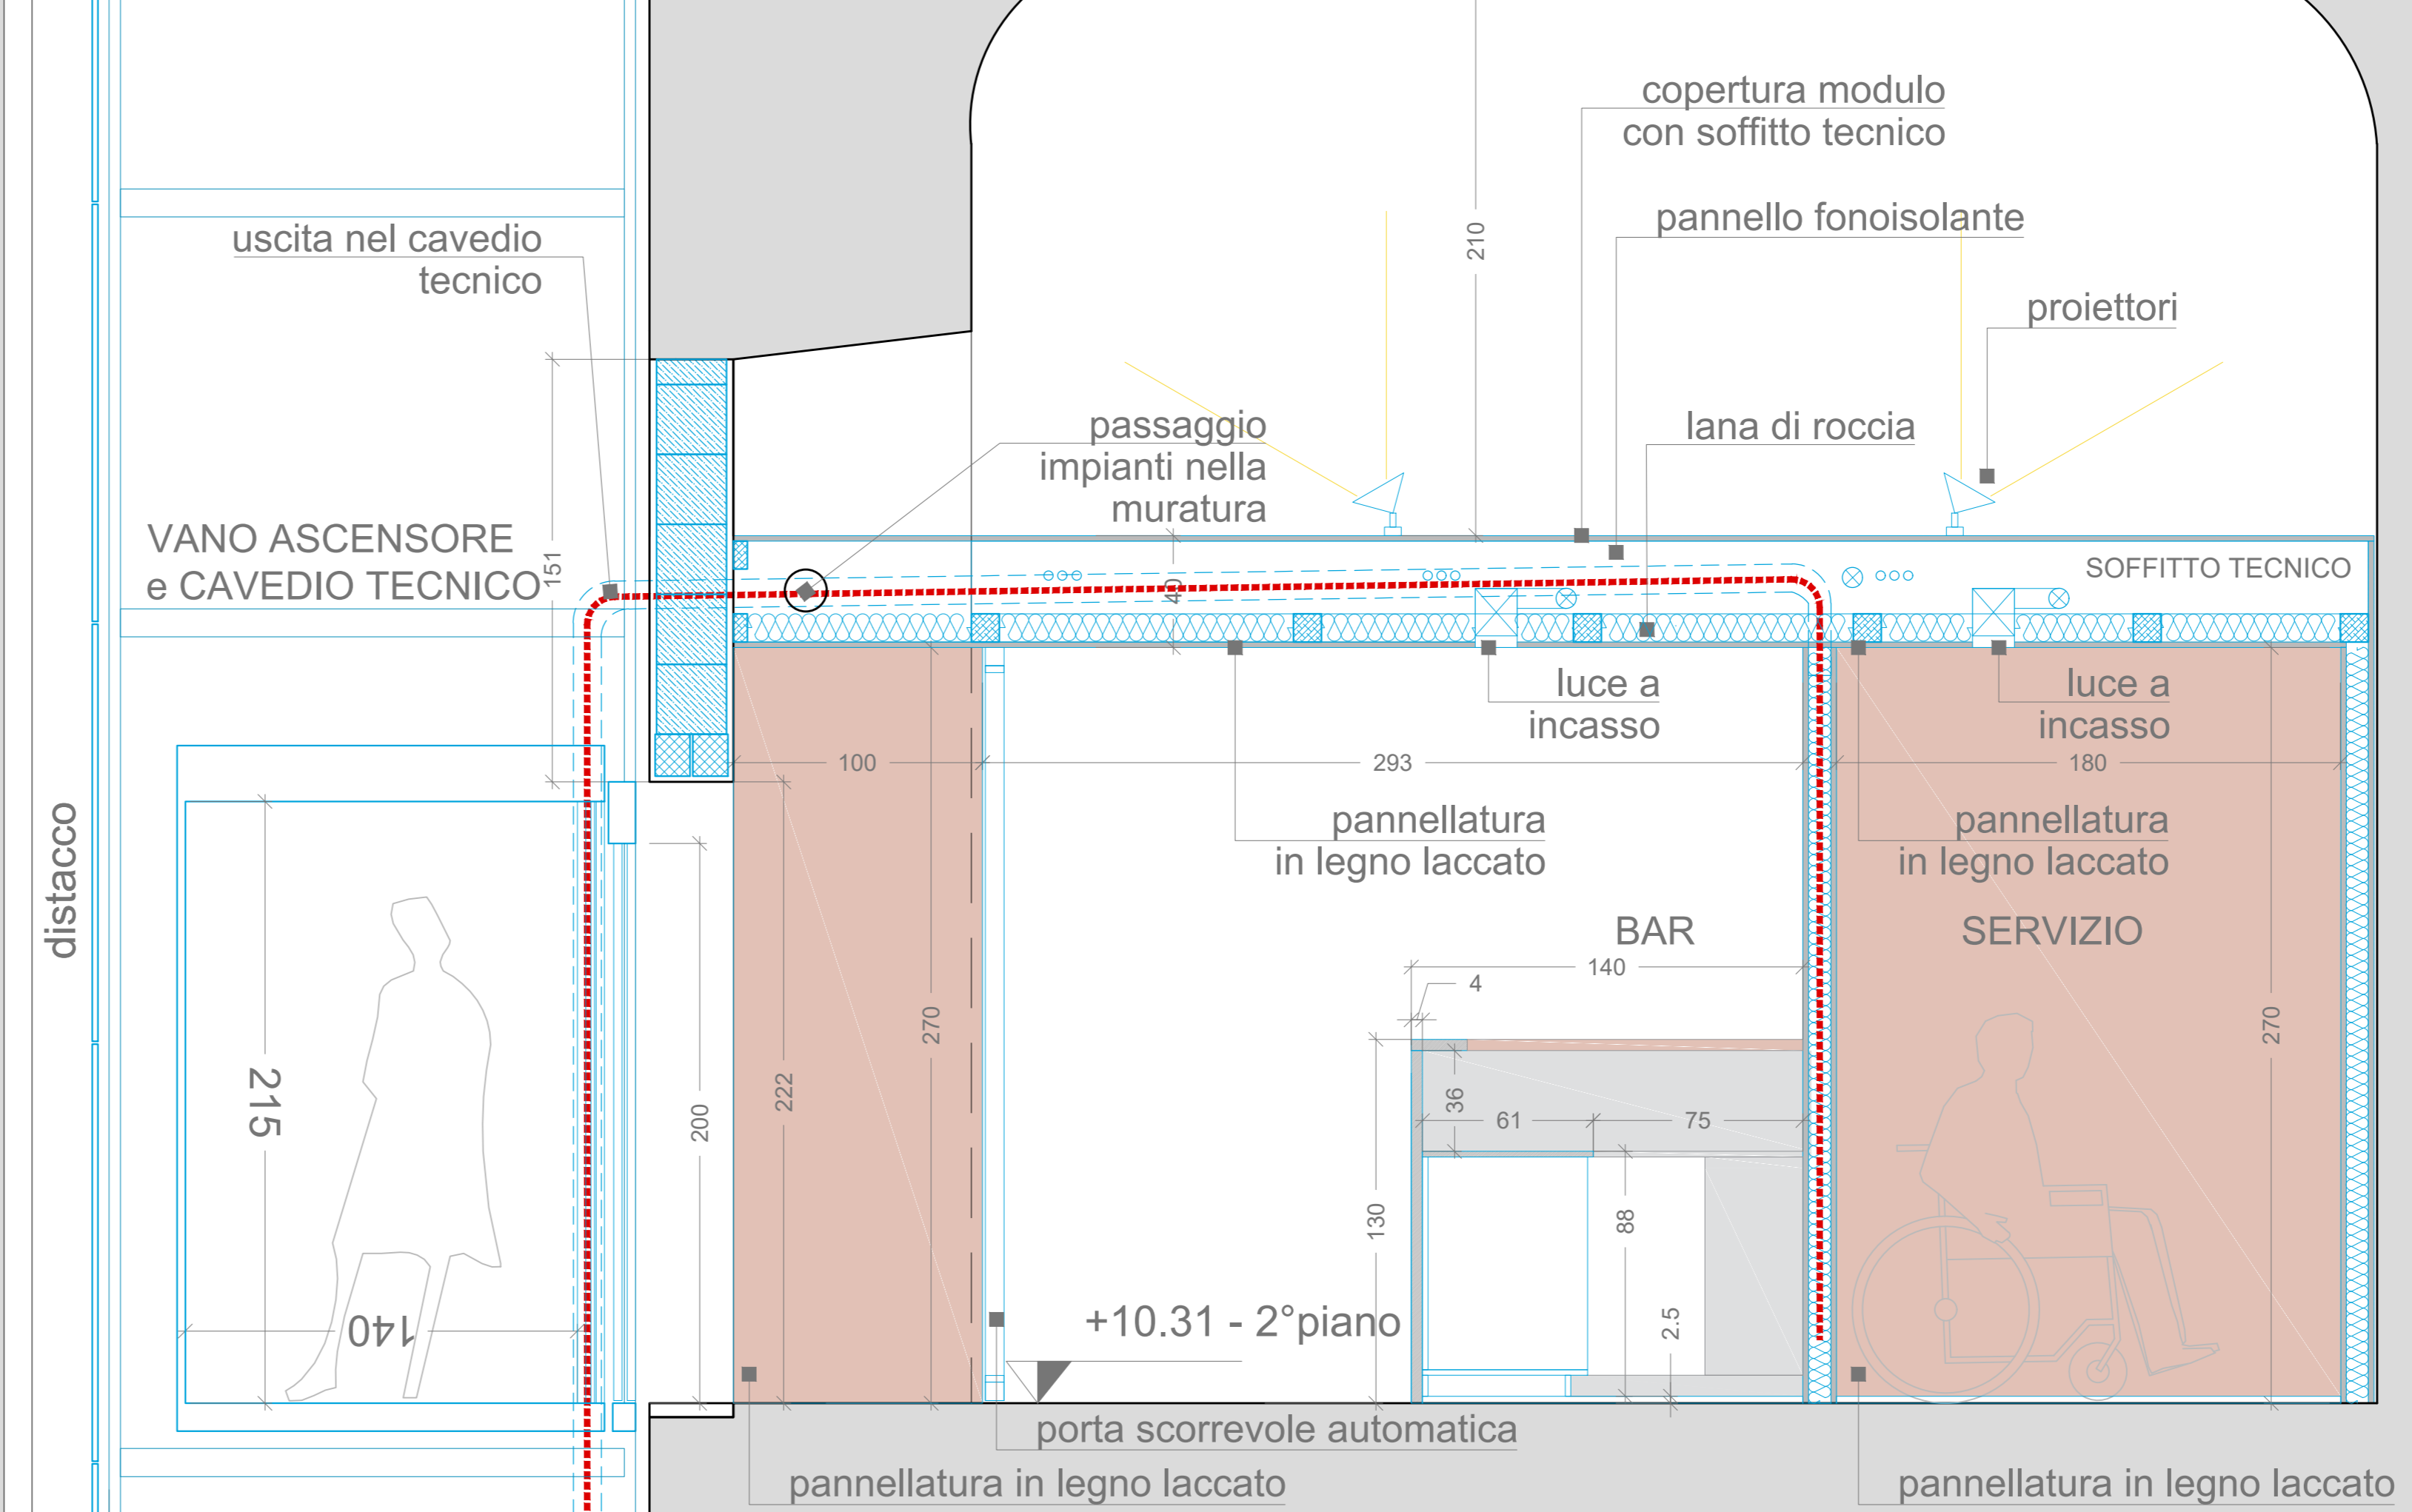 copertura modulo
con soffitto tecnico
pannello fonoisolante
uscita nel cavedio
tecnico
210
proiettori
passaggio
impianti nella
muratura
lana di roccia
VANO ASCENSORE
e CAVEDIO TECNICO
151
40
SOFFITTO TECNICO
luce a
incasso
luce a
incasso
100
293
180
pannellatura
in legno laccato
pannellatura
in legno laccato
distacco
BAR
SERVIZIO
140
4
270
270
215
222
200
36
61
75
130
88
2.5
140
+10.31 - 2°piano
porta scorrevole automatica
pannellatura in legno laccato
pannellatura in legno laccato